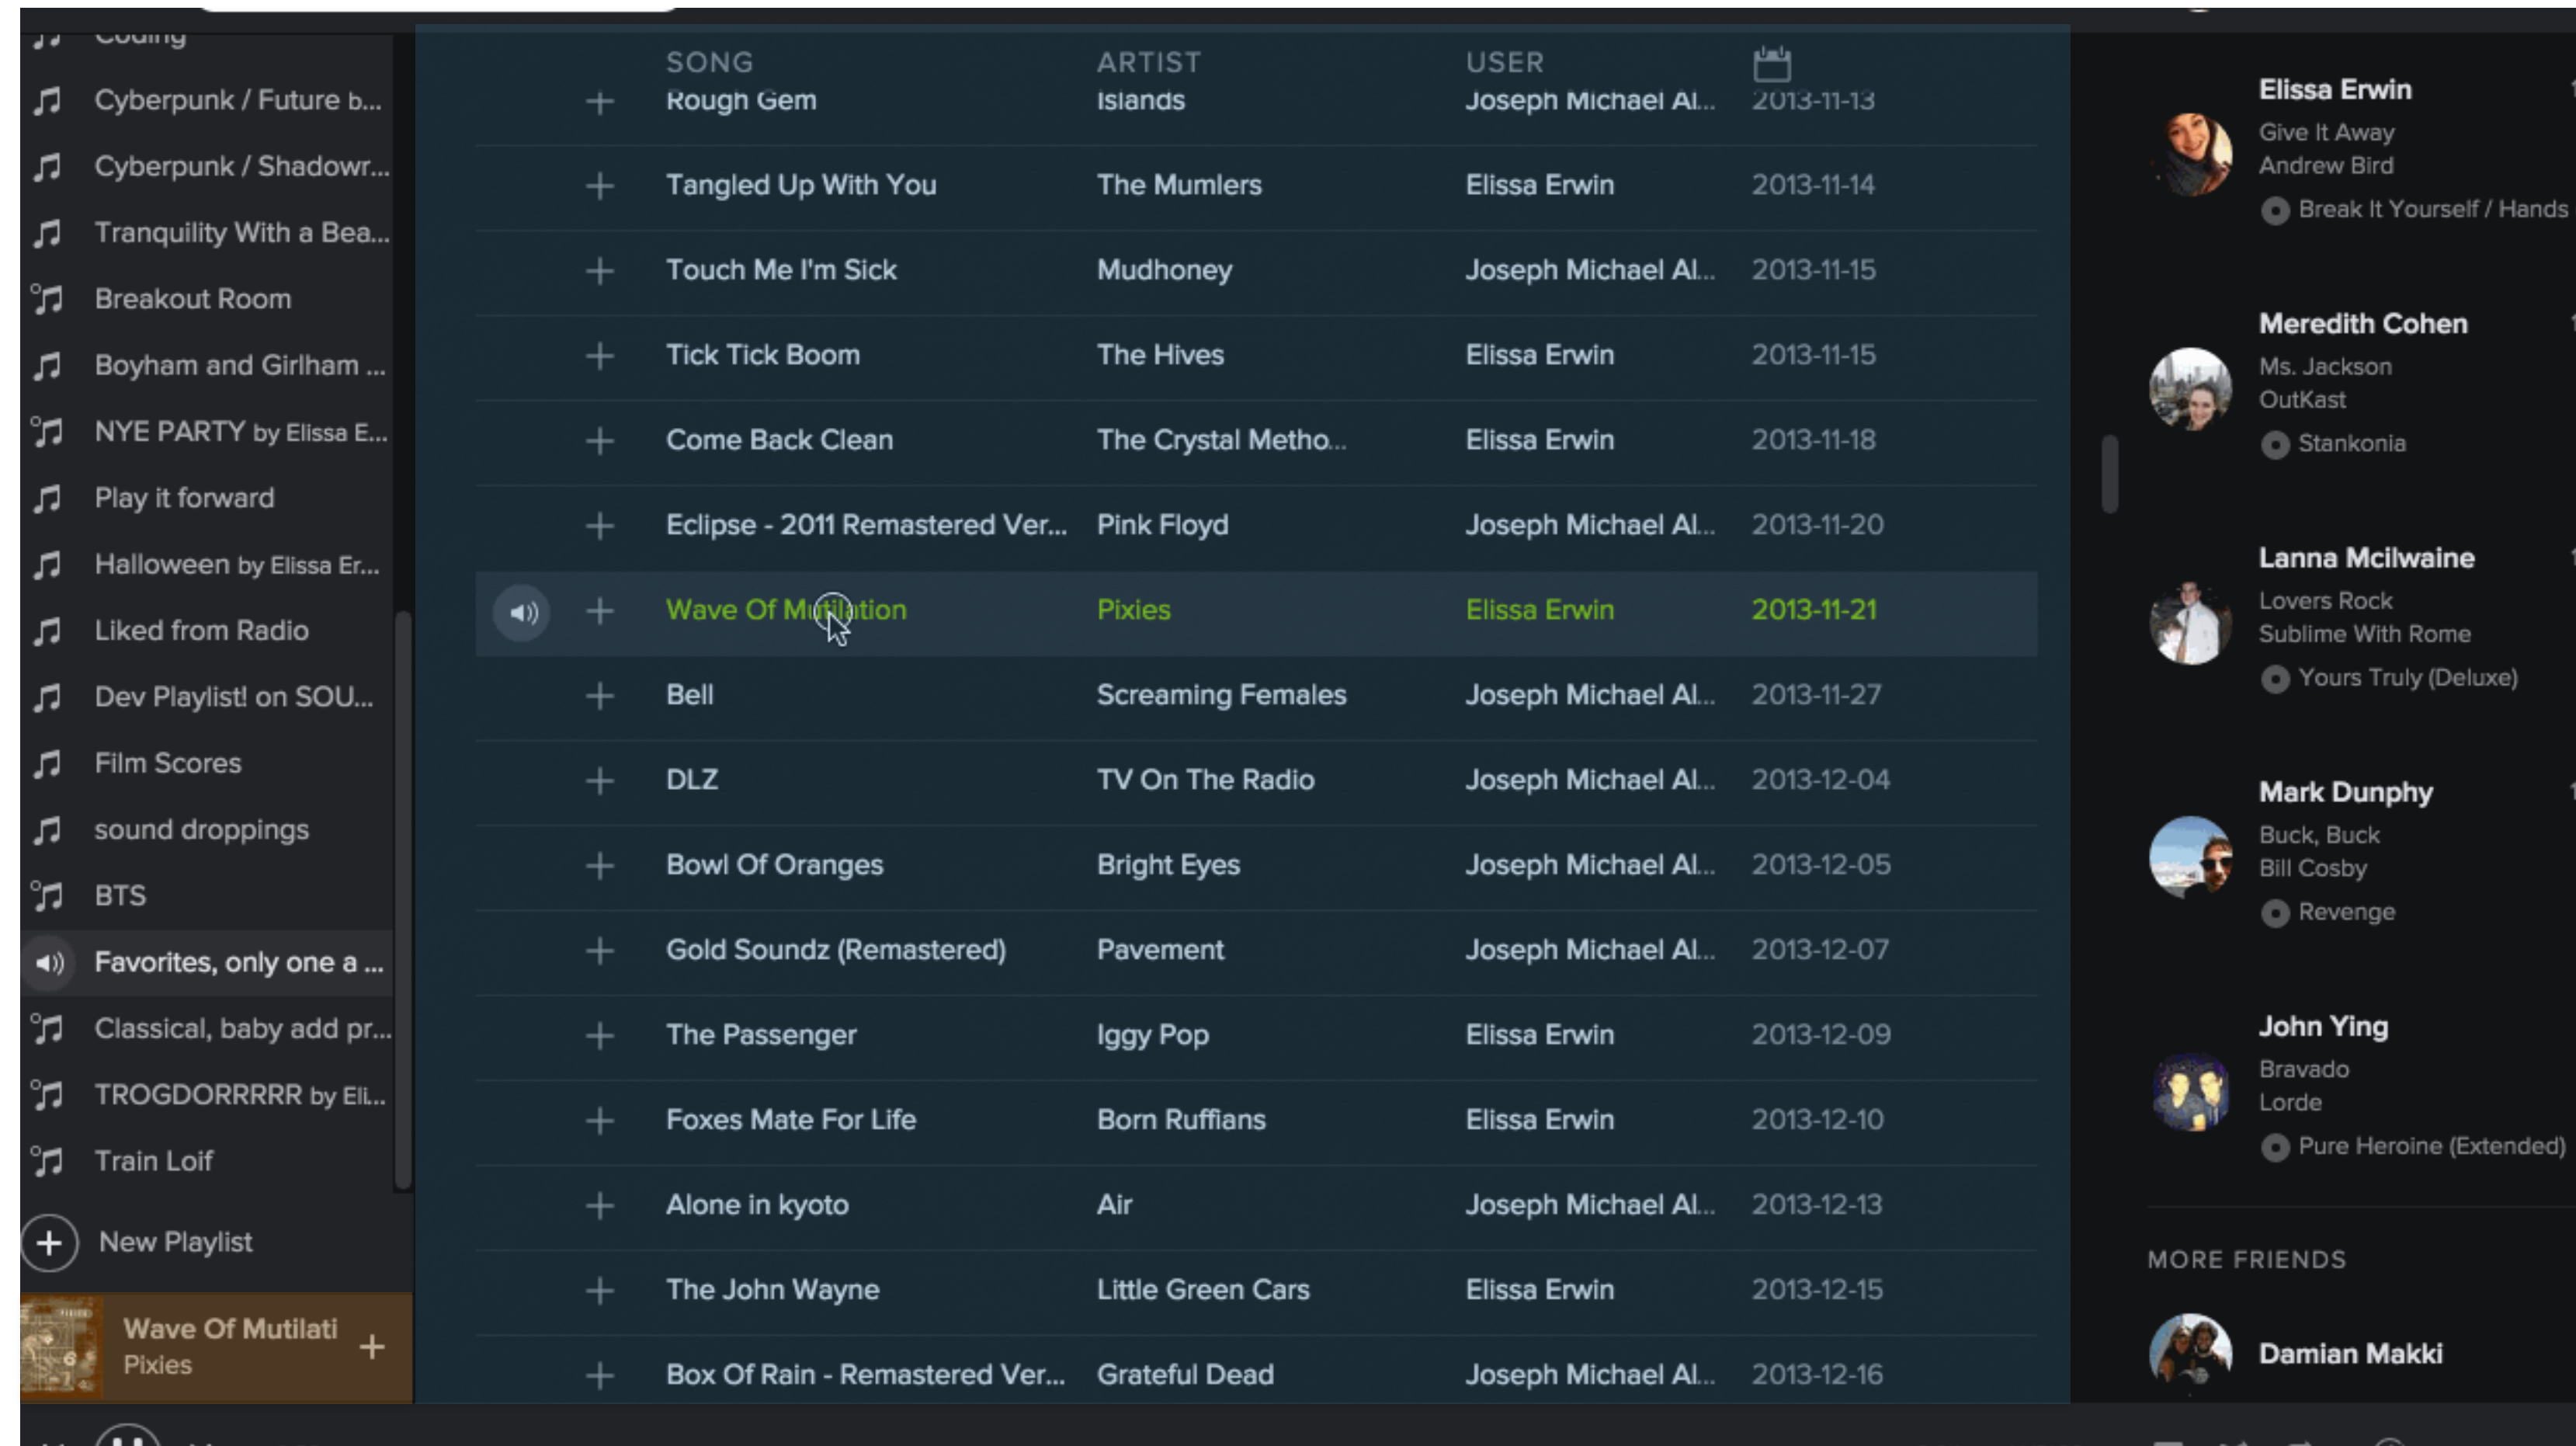 Coding
Cyberpunk / Future b...
Cyberpunk / Shadowr...
Tranquility With a Bea...
Breakout Room
Boyham and Girlham ...
NYE PARTY by Elissa E...
Play it forward
Halloween by Elissa Er...
Liked from Radio
Dev Playlist! on SOU...
Film Scores
sound droppings
BTS
Favorites, only one a ...
Classical, baby add pr...
TROGDORRRRR by Eli...
Train Loif
New Playlist
Wave Of Mutilati
Pixies
SONG ARTIST USER
Rough Gem Islands Joseph Michael Al... 2013-11-13
Tangled Up With You The Mumlers Elissa Erwin 2013-11-14
Touch Me I'm Sick Mudhoney Joseph Michael Al... 2013-11-15
Tick Tick Boom The Hives Elissa Erwin 2013-11-15
Come Back Clean The Crystal Metho... Elissa Erwin 2013-11-18
Eclipse - 2011 Remastered Ver... Pink Floyd Joseph Michael Al... 2013-11-20
Wave Of Mutilation Pixies Elissa Erwin 2013-11-21
Bell Screaming Females Joseph Michael Al... 2013-11-27
DLZ TV On The Radio Joseph Michael Al... 2013-12-04
Bowl Of Oranges Bright Eyes Joseph Michael Al... 2013-12-05
Gold Soundz (Remastered) Pavement Joseph Michael Al... 2013-12-07
The Passenger Iggy Pop Elissa Erwin 2013-12-09
Foxes Mate For Life Born Ruffians Elissa Erwin 2013-12-10
Alone in kyoto Air Joseph Michael Al... 2013-12-13
The John Wayne Little Green Cars Elissa Erwin 2013-12-15
Box Of Rain - Remastered Ver... Grateful Dead Joseph Michael Al... 2013-12-16
Elissa Erwin
Give It Away
Andrew Bird
Break It Yourself / Hands
Meredith Cohen
Ms. Jackson
OutKast
Stankonia
Lanna Mcilwaine
Lovers Rock
Sublime With Rome
Yours Truly (Deluxe)
Mark Dunphy
Buck, Buck
Bill Cosby
Revenge
John Ying
Bravado
Lorde
Pure Heroine (Extended)
MORE FRIENDS
Damian Makki